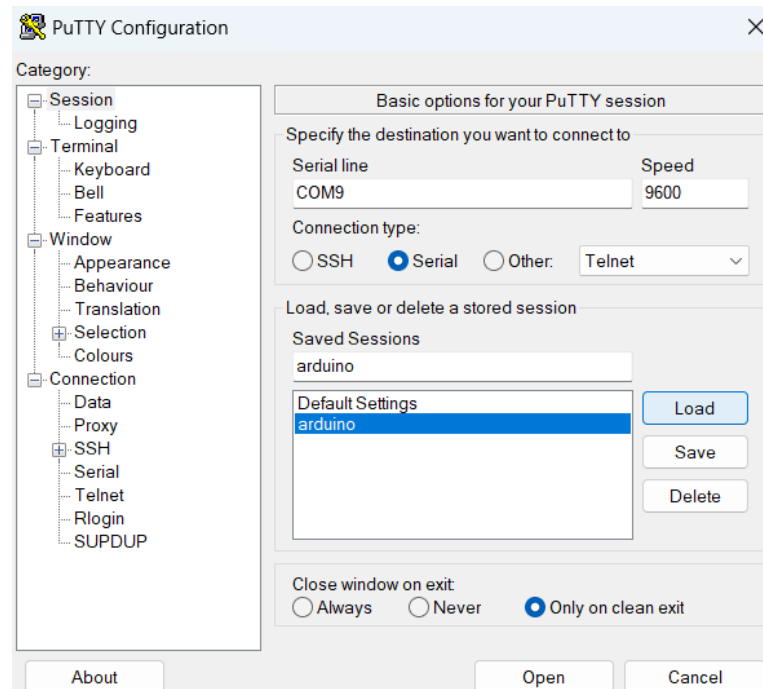 PuTTY Configuration
Category:
Session
Logging
Terminal
Keyboard
Bell
Features
Window
Appearance
Behaviour
Translation
Selection
Colours
Connection
Data
Proxy
SSH
Serial
Telnet
Rlogin
SUPDUP
Basic options for your PuTTY session
Specify the destination you want to connect to
Serial line Speed
COM9 9600
Connection type:
SSH Serial Other: Telnet
Load, save or delete a stored session
Saved Sessions
arduino
Default Settings
arduino
Load
Save
Delete
Close window on exit:
Always Never Only on clean exit
About Open Cancel